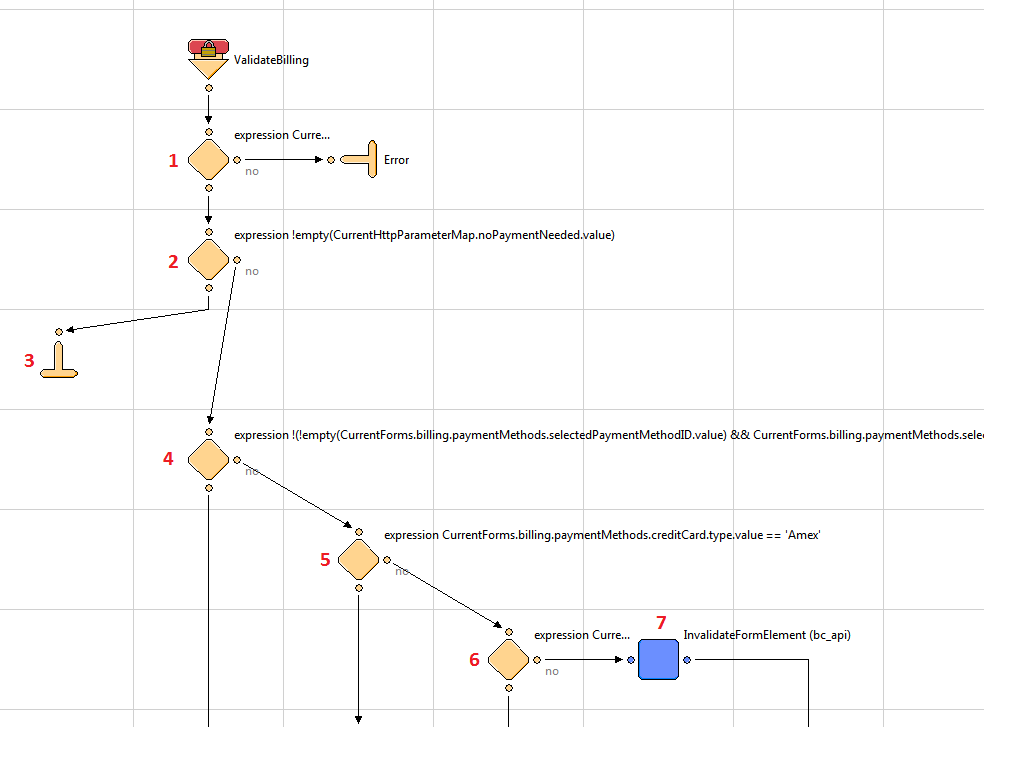 ValidateBilling
expression Curre...
1
no
Error
expression !empty(CurrentHttpParameterMap.noPaymentNeeded.value)
2
no
3
expression !(!empty(CurrentForms.billing.paymentMethods.selectedPaymentMethodID.value) && CurrentForms.billing.paymentMethods.sele
4
no
expression CurrentForms.billing.paymentMethods.creditCard.type.value == 'Amex'
5
no
7
expression Curre...
InvalidateFormElement (bc_api)
6
no